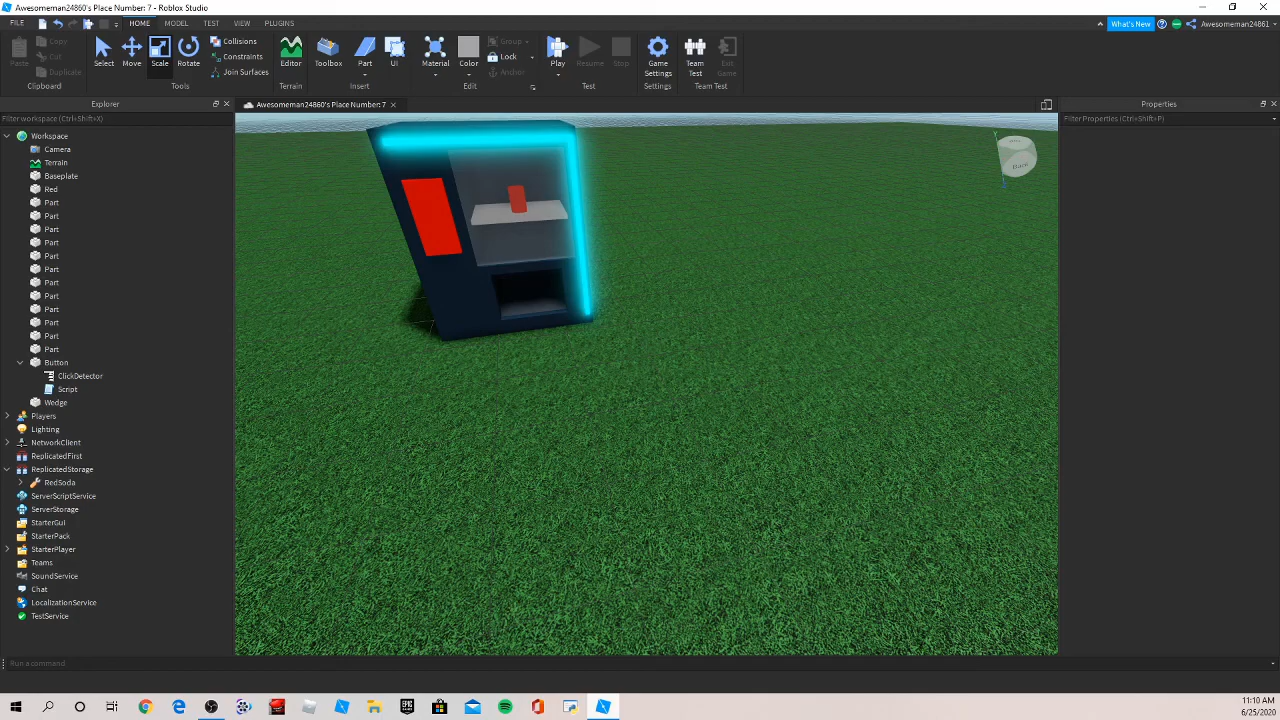 Awesomeman24860's Place Number: 7 - Roblox Studio
FILE HOME MODEL TEST VIEW PLUGINS What's New Awesomeman24861
Paste Copy Cut Duplicate Select Move Scale Rotate Collisions Constraints Join Surfaces Editor Toolbox Part UI Material Color Group Lock Anchor Play Resume Stop Game Settings Team Test Exit Game
Clipboard Tools Terrain Insert Edit Test Settings Team Test
Explorer Awesomeman24860's Place Number: 7 Properties
Filter workspace (Ctrl+Shift+X) Filter Properties (Ctrl+Shift+P)
Workspace
Camera
Terrain
Baseplate
Red
Part
Part
Part
Part
Part
Part
Part
Part
Part
Part
Part
Part
Button
ClickDetector
Script
Wedge
Players
Lighting
NetworkClient
ReplicatedFirst
ReplicatedStorage
RedSoda
ServerScriptService
ServerStorage
StarterGui
StarterPack
StarterPlayer
Teams
SoundService
Chat
LocalizationService
TestService
Back
Run a command
EPIC GAMES
11:10 AM
6/25/2020